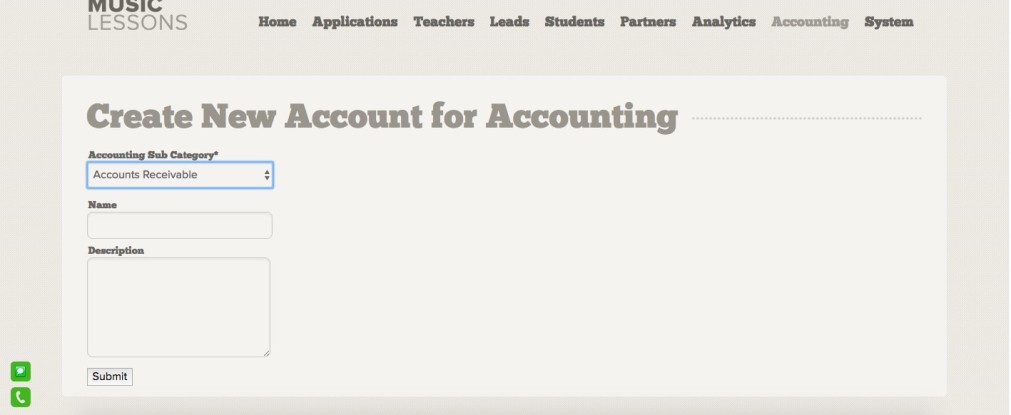 MUSIC
LESSONS
Home Applications Teachers Leads Students Partners Analytics Accounting System
Create New Account for Accounting
Accounting Sub Category*
Accounts Receivable
Name
Description
Submit